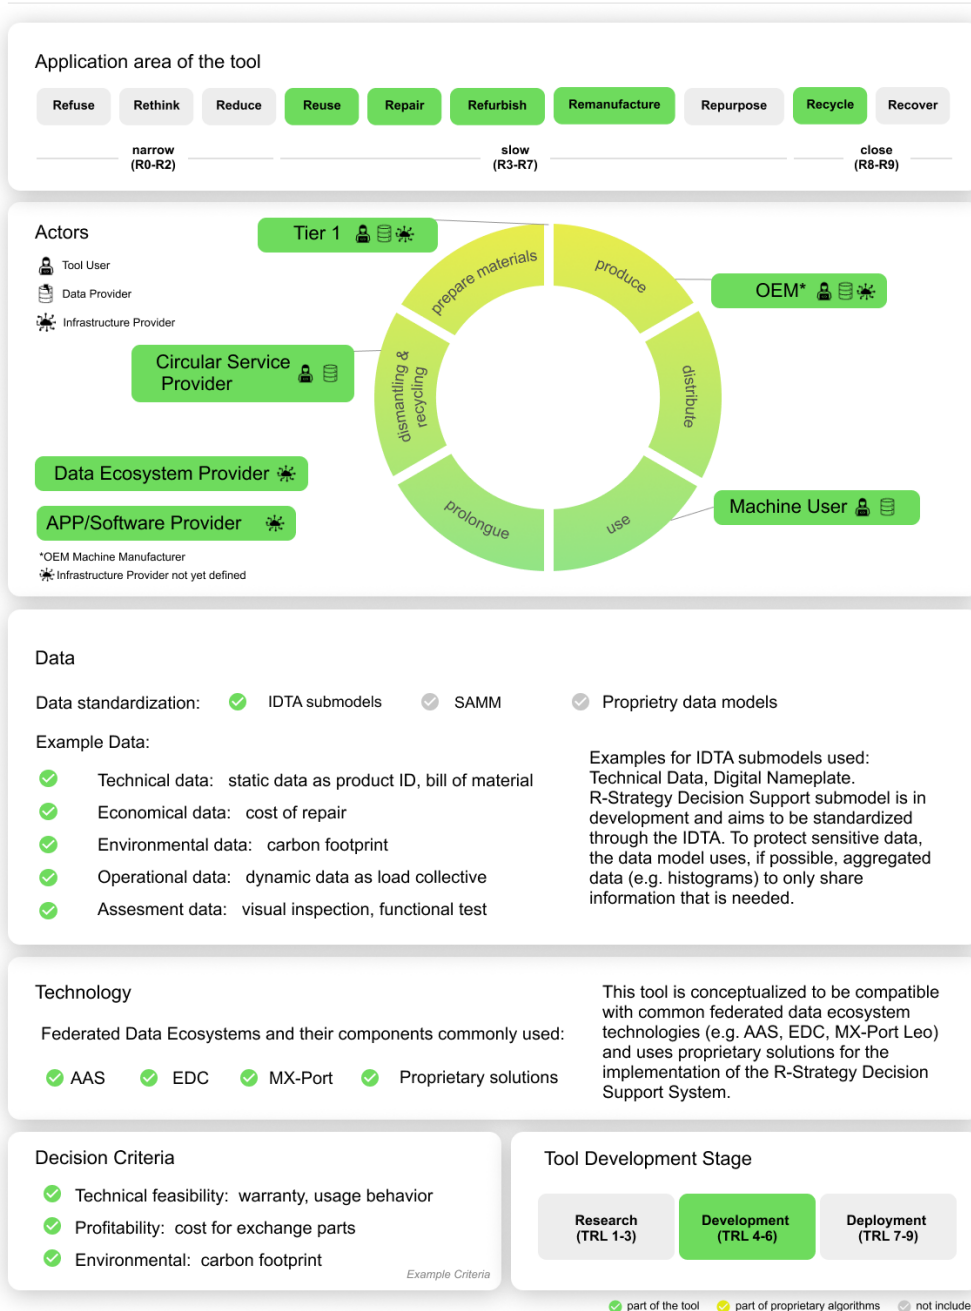 Application area of the tool
Refuse Rethink Reduce Reuse Repair Refurbish Remanufacture Repurpose Recycle Recover
narrow
(R0-R2)
slow
(R3-R7)
close
(R8-R9)
Actors
Tool User
Data Provider
Infrastructure Provider
Tier 1
OEM*
Circular Service
Provider
Data Ecosystem Provider
APP/Software Provider
Machine User
*OEM Machine Manufacturer
Infrastructure Provider not yet defined
prepare materials
produce
distribute
use
prolongue
dismantling &
recycling
Data
Data standardization: IDTA submodels SAMM Proprietry data models
Example Data:
Technical data: static data as product ID, bill of material
Economical data: cost of repair
Environmental data: carbon footprint
Operational data: dynamic data as load collective
Assesment data: visual inspection, functional test
Examples for IDTA submodels used:
Technical Data, Digital Nameplate.
R-Strategy Decision Support submodel is in
development and aims to be standardized
through the IDTA. To protect sensitive data,
the data model uses, if possible, aggregated
data (e.g. histograms) to only share
information that is needed.
Technology
Federated Data Ecosystems and their components commonly used:
AAS EDC MX-Port Proprietary solutions
This tool is conceptualized to be compatible
with common federated data ecosystem
technologies (e.g. AAS, EDC, MX-Port Leo)
and uses proprietary solutions for the
implementation of the R-Strategy Decision
Support System.
Decision Criteria
Technical feasibility: warranty, usage behavior
Profitability: cost for exchange parts
Environmental: carbon footprint
Example Criteria
Tool Development Stage
Research
(TRL 1-3)
Development
(TRL 4-6)
Deployment
(TRL 7-9)
part of the tool part of proprietary algorithms not include